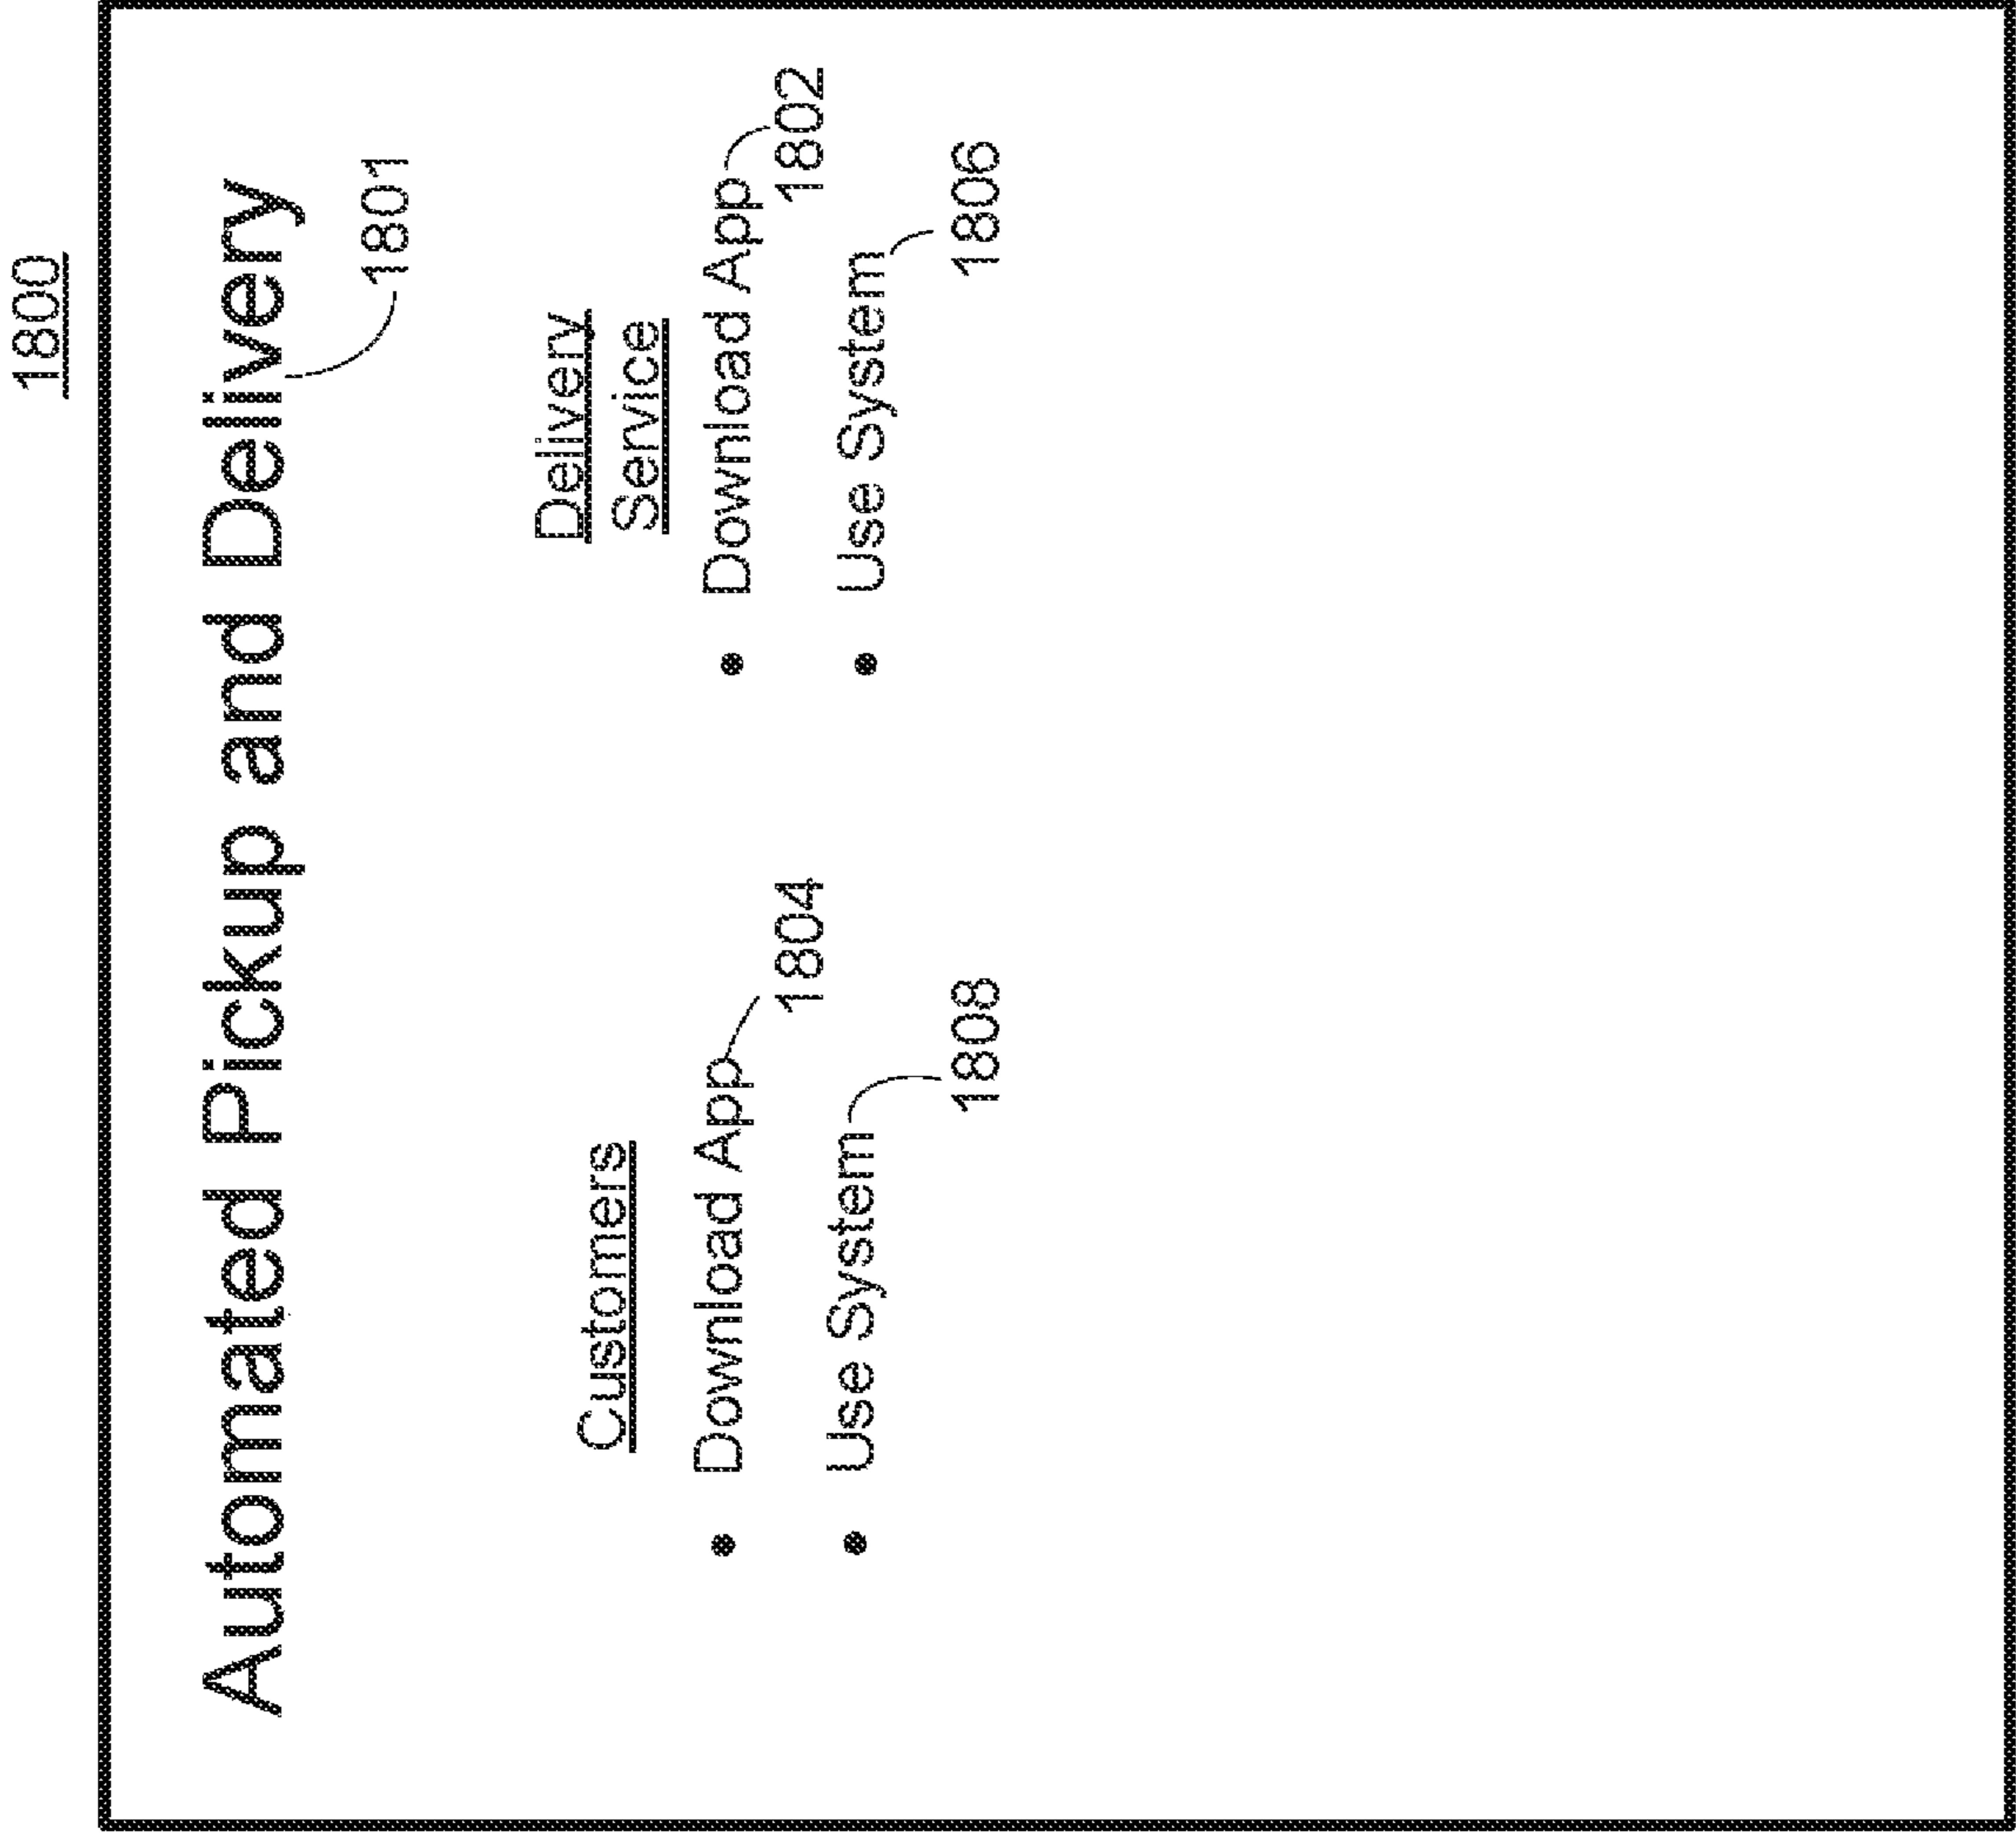 1800
Automated Pickup and Delivery
1801
Customers
• Download App
1804
• Use System
1808
Delivery
Service
• Download App
1802
• Use System
1806